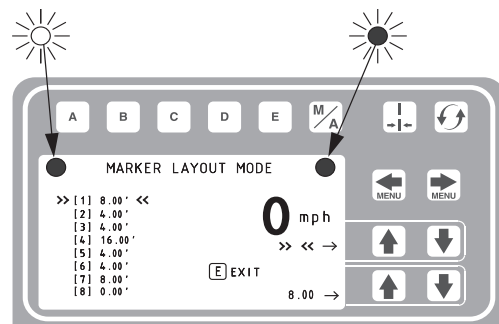 A B C D E M/A
MARKER LAYOUT MODE
MENU MENU
>> [1] 8.00' <<
[2] 4.00'
[3] 4.00'
[4] 16.00'
[5] 4.00'
[6] 4.00'
[7] 8.00'
[8] 0.00'
0 mph
>> << →
E EXIT
8.00 →